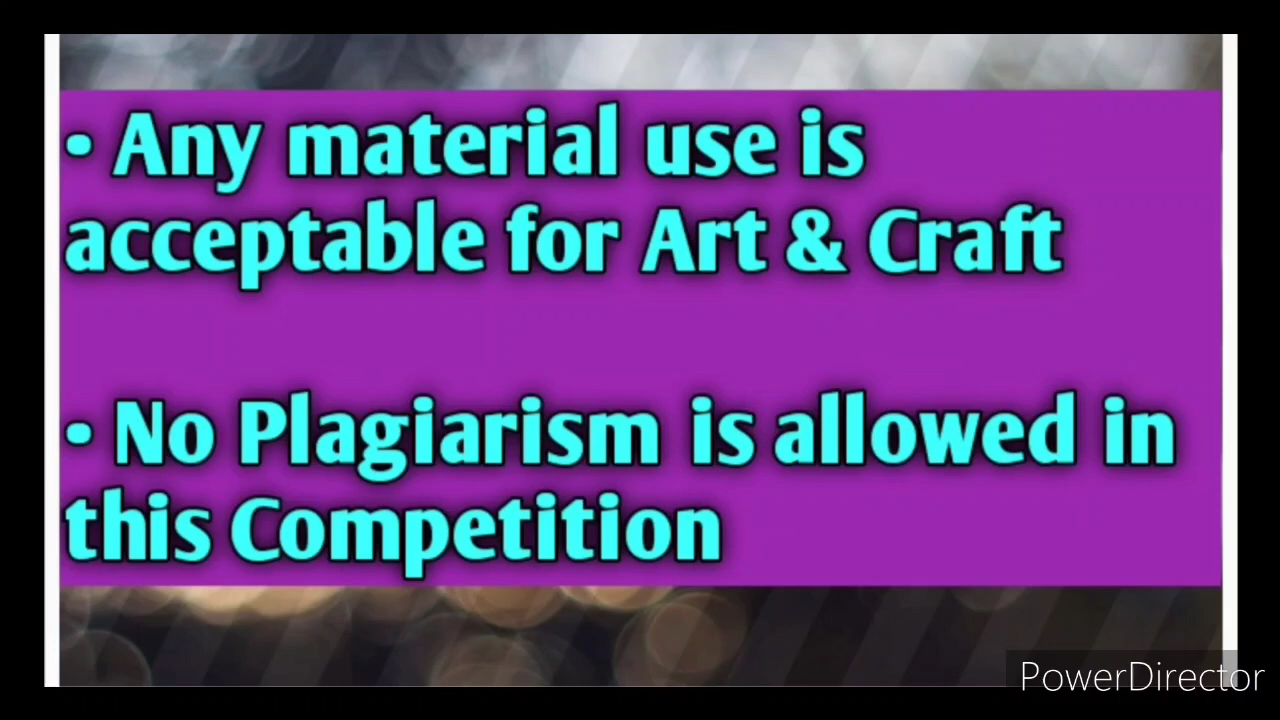 • Any material use is
acceptable for Art & Craft
• No Plagiarism is allowed in
this Competition
PowerDirector